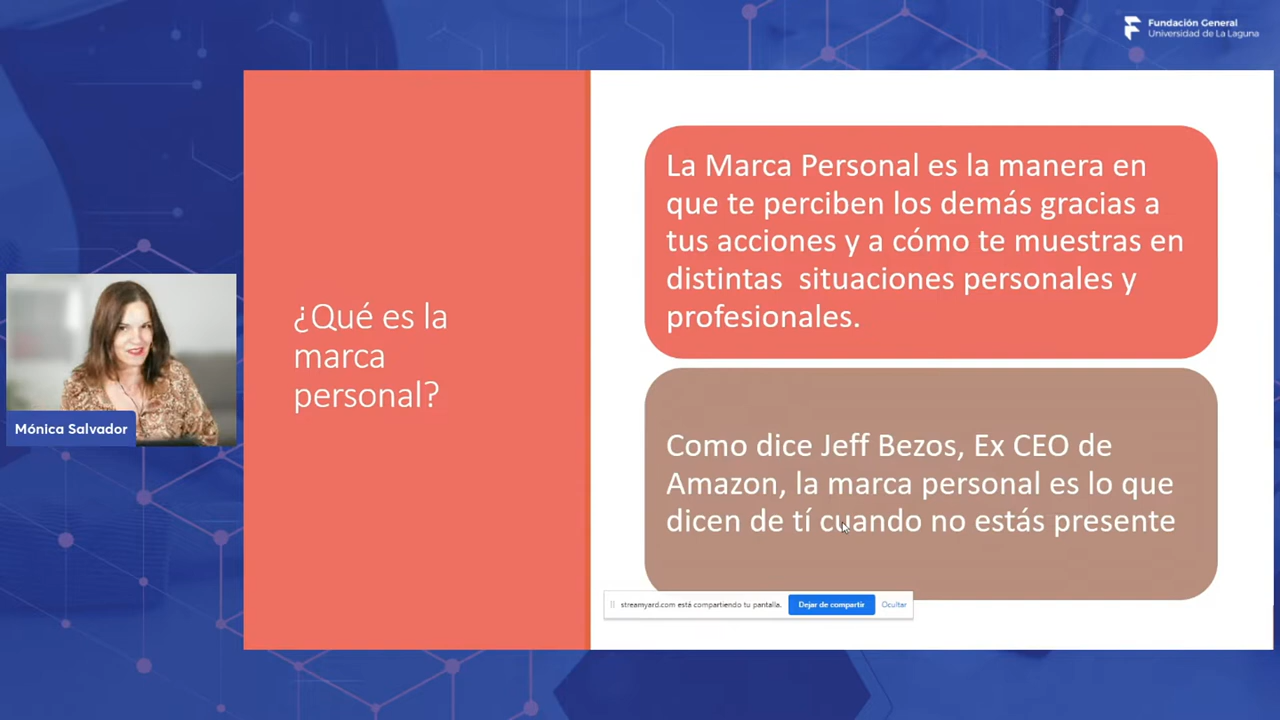 Fundación General
Universidad de La Laguna
¿Qué es la
marca
personal?
La Marca Personal es la manera en
que te perciben los demás gracias a
tus acciones y a cómo te muestras en
distintas situaciones personales y
profesionales.
Como dice Jeff Bezos, Ex CEO de
Amazon, la marca personal es lo que
dicen de tí cuando no estás presente
Mónica Salvador
streamyard.com está compartiendo tu pantalla.
Dejar de compartir
Ocultar